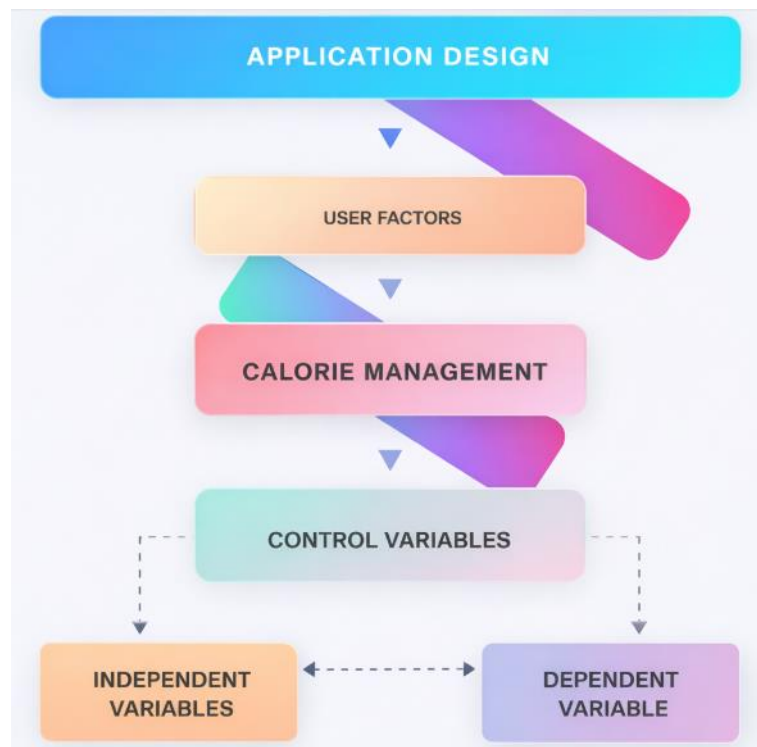 APPLICATION DESIGN
USER FACTORS
CALORIE MANAGEMENT
CONTROL VARIABLES
INDEPENDENT
VARIABLES
DEPENDENT
VARIABLE